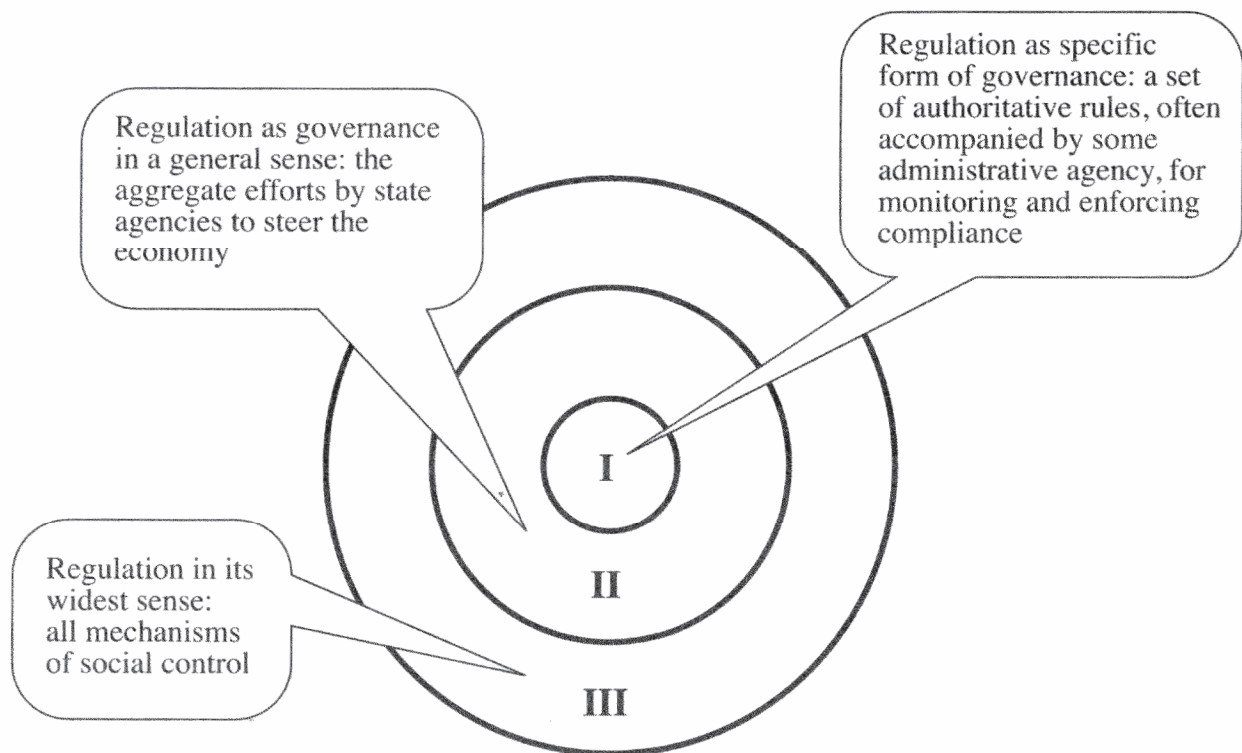 Regulation as specific
form of governance: a set
of authoritative rules, often
accompanied by some
administrative agency, for
monitoring and enforcing
compliance
Regulation as governance
in a general sense: the
aggregate efforts by state
agencies to steer the
economy
I
II
Regulation in its
widest sense:
all mechanisms
of social control
III